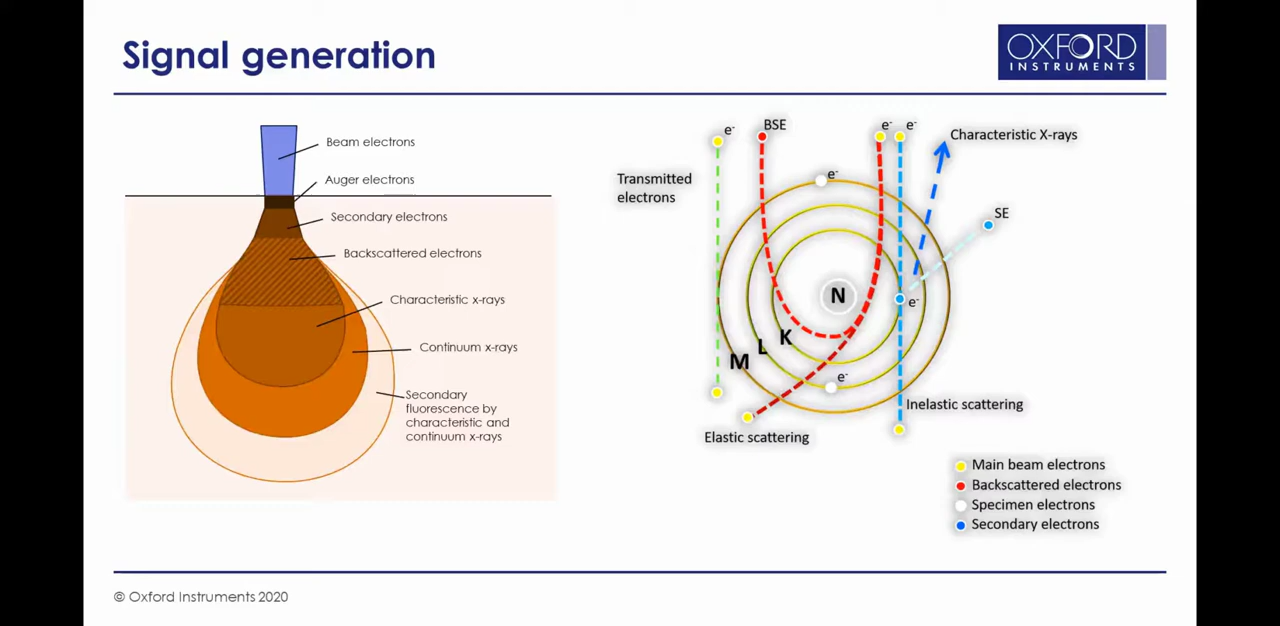 Signal generation
OXFORD
INSTRUMENTS
Beam electrons
Auger electrons
Secondary electrons
Backscattered electrons
Characteristic x-rays
Continuum x-rays
Secondary
fluorescence by
characteristic and
continuum x-rays
e-
BSE
e-
e-
Characteristic X-rays
Transmitted
electrons
e-
SE
N
e-
K
L
M
e-
Inelastic scattering
Elastic scattering
Main beam electrons
Backscattered electrons
Specimen electrons
Secondary electrons
© Oxford Instruments 2020